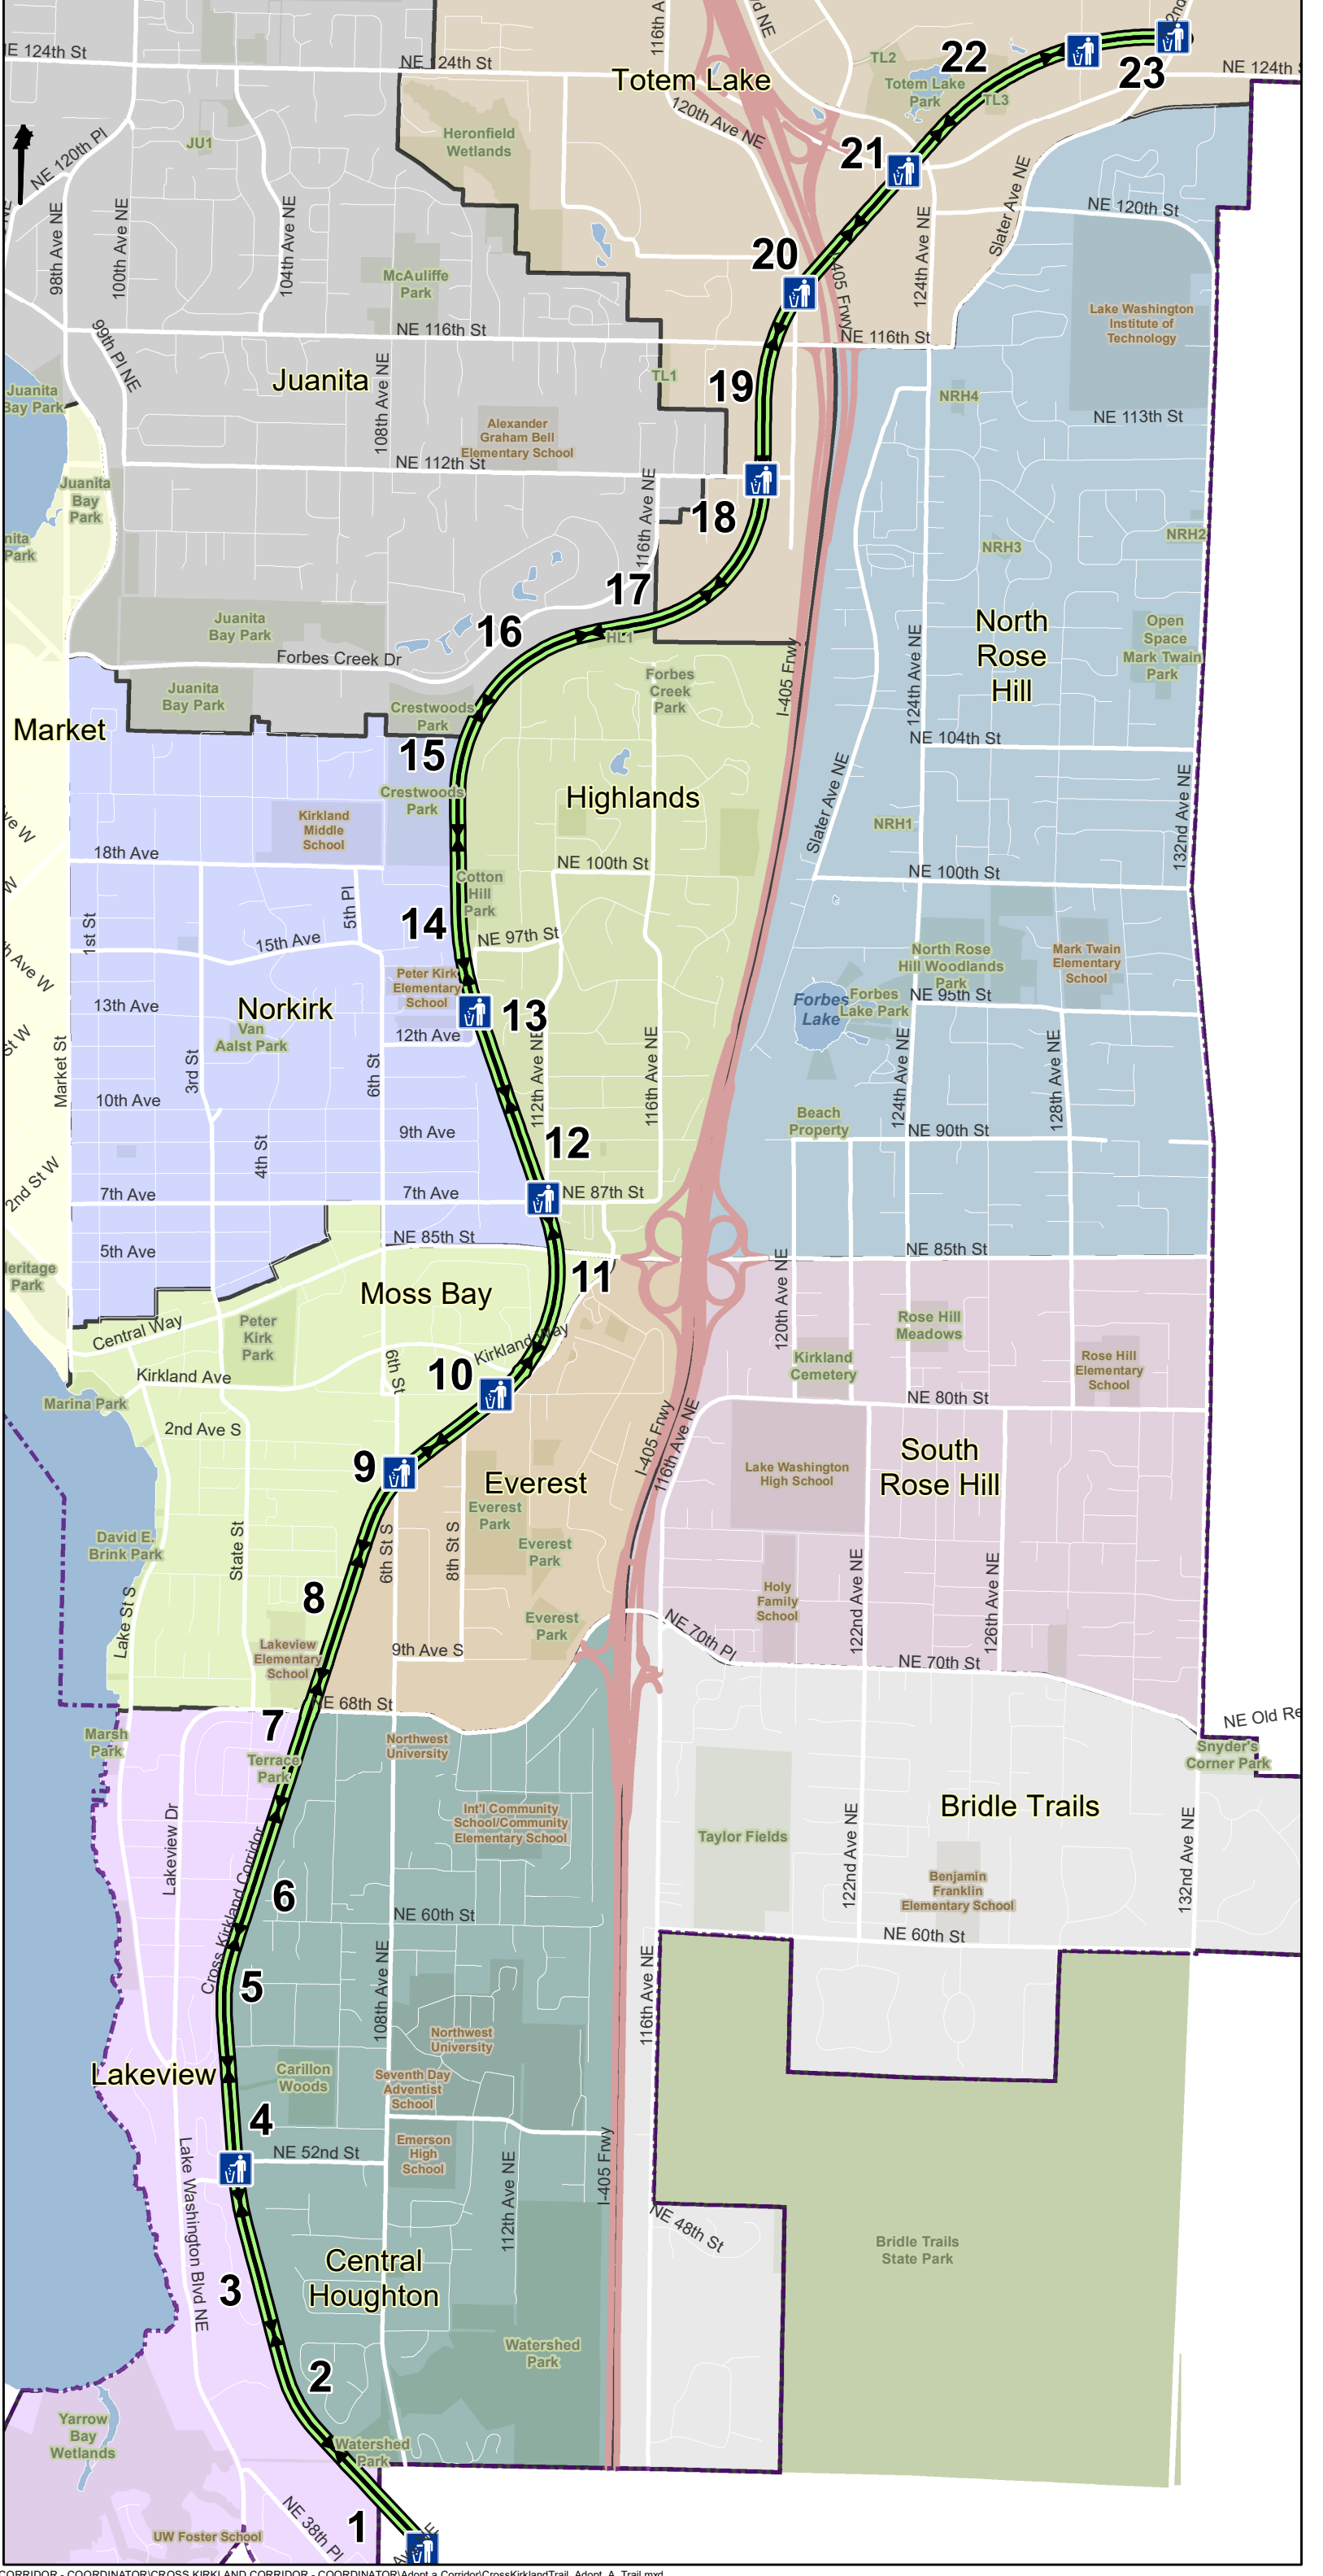 NE 124th St
22
23
Totem Lake
TL2
Totem Lake
Park
TL3
NE 124th
116th A
120th Ave NE
Heronfield
Wetlands
JU1
NE 120th Pl
21
Slater Ave NE
NE 120th St
98th Ave NE
100th Ave NE
104th Ave NE
McAuliffe
Park
20
I-405 Frwy
124th Ave NE
Lake Washington
Institute of
Technology
NE 116th St
NE 116th St
99th Pl NE
Juanita
108th Ave NE
TL1
19
NRH4
Juanita
Bay Park
NE 113th St
Alexander
Graham Bell
Elementary School
NE 112th St
Juanita
Bay
Park
116th Ave NE
18
NRH2
NRH3
nita
Park
17
16
HL1
Juanita
Bay Park
Forbes Creek Dr
North
Rose
Hill
Open
Space
Mark Twain
Park
Juanita
Bay Park
Forbes
Creek
Park
I-405 Frwy
124th Ave NE
Crestwoods
Park
Market
NE 104th St
15
Crestwoods
Park
Highlands
Slater Ave NE
132nd Ave NE
Kirkland
Middle
School
NRH1
18th Ave
NE 100th St
NE 100th St
Cotton
Hill
Park
5th Pl
1st St
14
15th Ave
NE 97th St
North Rose
Hill Woodlands
Park
Mark Twain
Elementary
School
Peter Kirk
Elementary
School
13th Ave
Norkirk
Van
Aalst Park
13
12th Ave
Forbes
Lake
Forbes
Lake Park
NE 95th St
Market St
3rd St
6th St
112th Ave NE
116th Ave NE
124th Ave NE
128th Ave NE
10th Ave
9th Ave
4th St
12
Beach
Property
NE 90th St
2nd St W
7th Ave
7th Ave
NE 87th St
5th Ave
NE 85th St
NE 85th St
11
Moss Bay
120th Ave NE
Heritage
Park
Central Way
Peter
Kirk
Park
Kirkland Way
Rose Hill
Meadows
Kirkland
Cemetery
Rose Hill
Elementary
School
Kirkland Ave
6th St
10
Marina Park
NE 80th St
2nd Ave S
I-405 Frwy
116th Ave NE
South
Rose Hill
9
Everest
Lake Washington
High School
Everest
Park
David E.
Brink Park
State St
6th St S
8th St S
Everest
Park
8
Lake St S
Holy
Family
School
122nd Ave NE
126th Ave NE
Everest
Park
Lakeview
Elementary
School
9th Ave S
NE 70th Pl
NE 70th St
NE 68th St
7
Marsh
Park
Northwest
University
NE Old Re
Snyder's
Corner Park
Terrace
Park
Lakeview Dr
Int'l Community
School/Community
Elementary School
Bridle Trails
Taylor Fields
122nd Ave NE
132nd Ave NE
Cross Kirkland Corridor
6
Benjamin
Franklin
Elementary School
NE 60th St
NE 60th St
5
108th Ave NE
116th Ave NE
Northwest
University
Lakeview
Carillon
Woods
Seventh Day
Adventist
School
4
NE 52nd St
Emerson
High
School
Lake Washington Blvd NE
112th Ave NE
I-405 Frwy
NE 48th St
Bridle Trails
State Park
Central
Houghton
3
2
Watershed
Park
Yarrow
Bay
Wetlands
Watershed
Park
1
NE 38th Pl
UW Foster School
CORRIDOR - COORDINATOR\CROSS KIRKLAND CORRIDOR - COORDINATOR\Adopt a Corridor\CrossKirklandTrail_Adopt_A_Trail.mxd